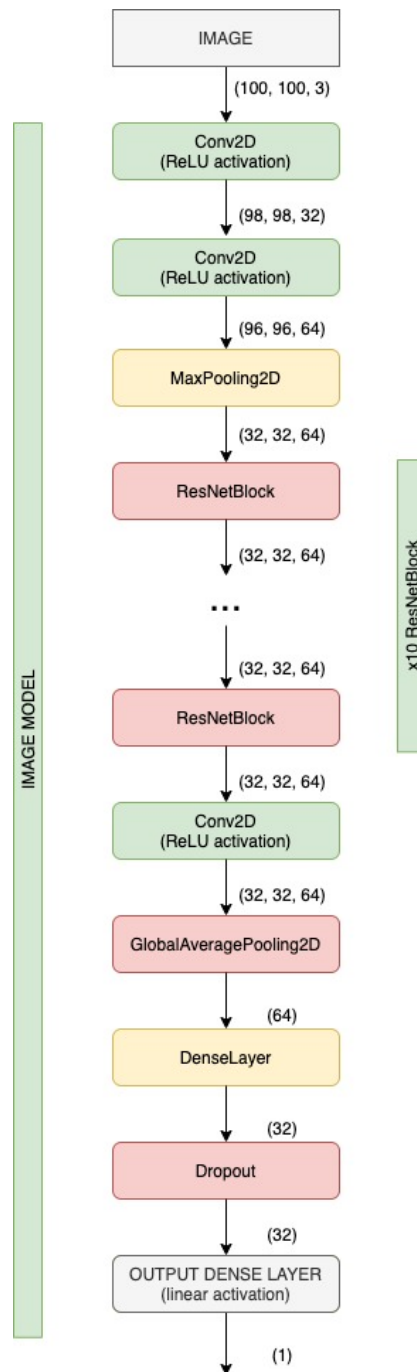 IMAGE
(100, 100, 3)
Conv2D
(ReLU activation)
(98, 98, 32)
Conv2D
(ReLU activation)
(96, 96, 64)
MaxPooling2D
(32, 32, 64)
ResNetBlock
(32, 32, 64)
...
(32, 32, 64)
ResNetBlock
(32, 32, 64)
Conv2D
(ReLU activation)
(32, 32, 64)
GlobalAveragePooling2D
(64)
DenseLayer
(32)
Dropout
(32)
OUTPUT DENSE LAYER
(linear activation)
(1)
IMAGE MODEL
x10 ResNetBlock